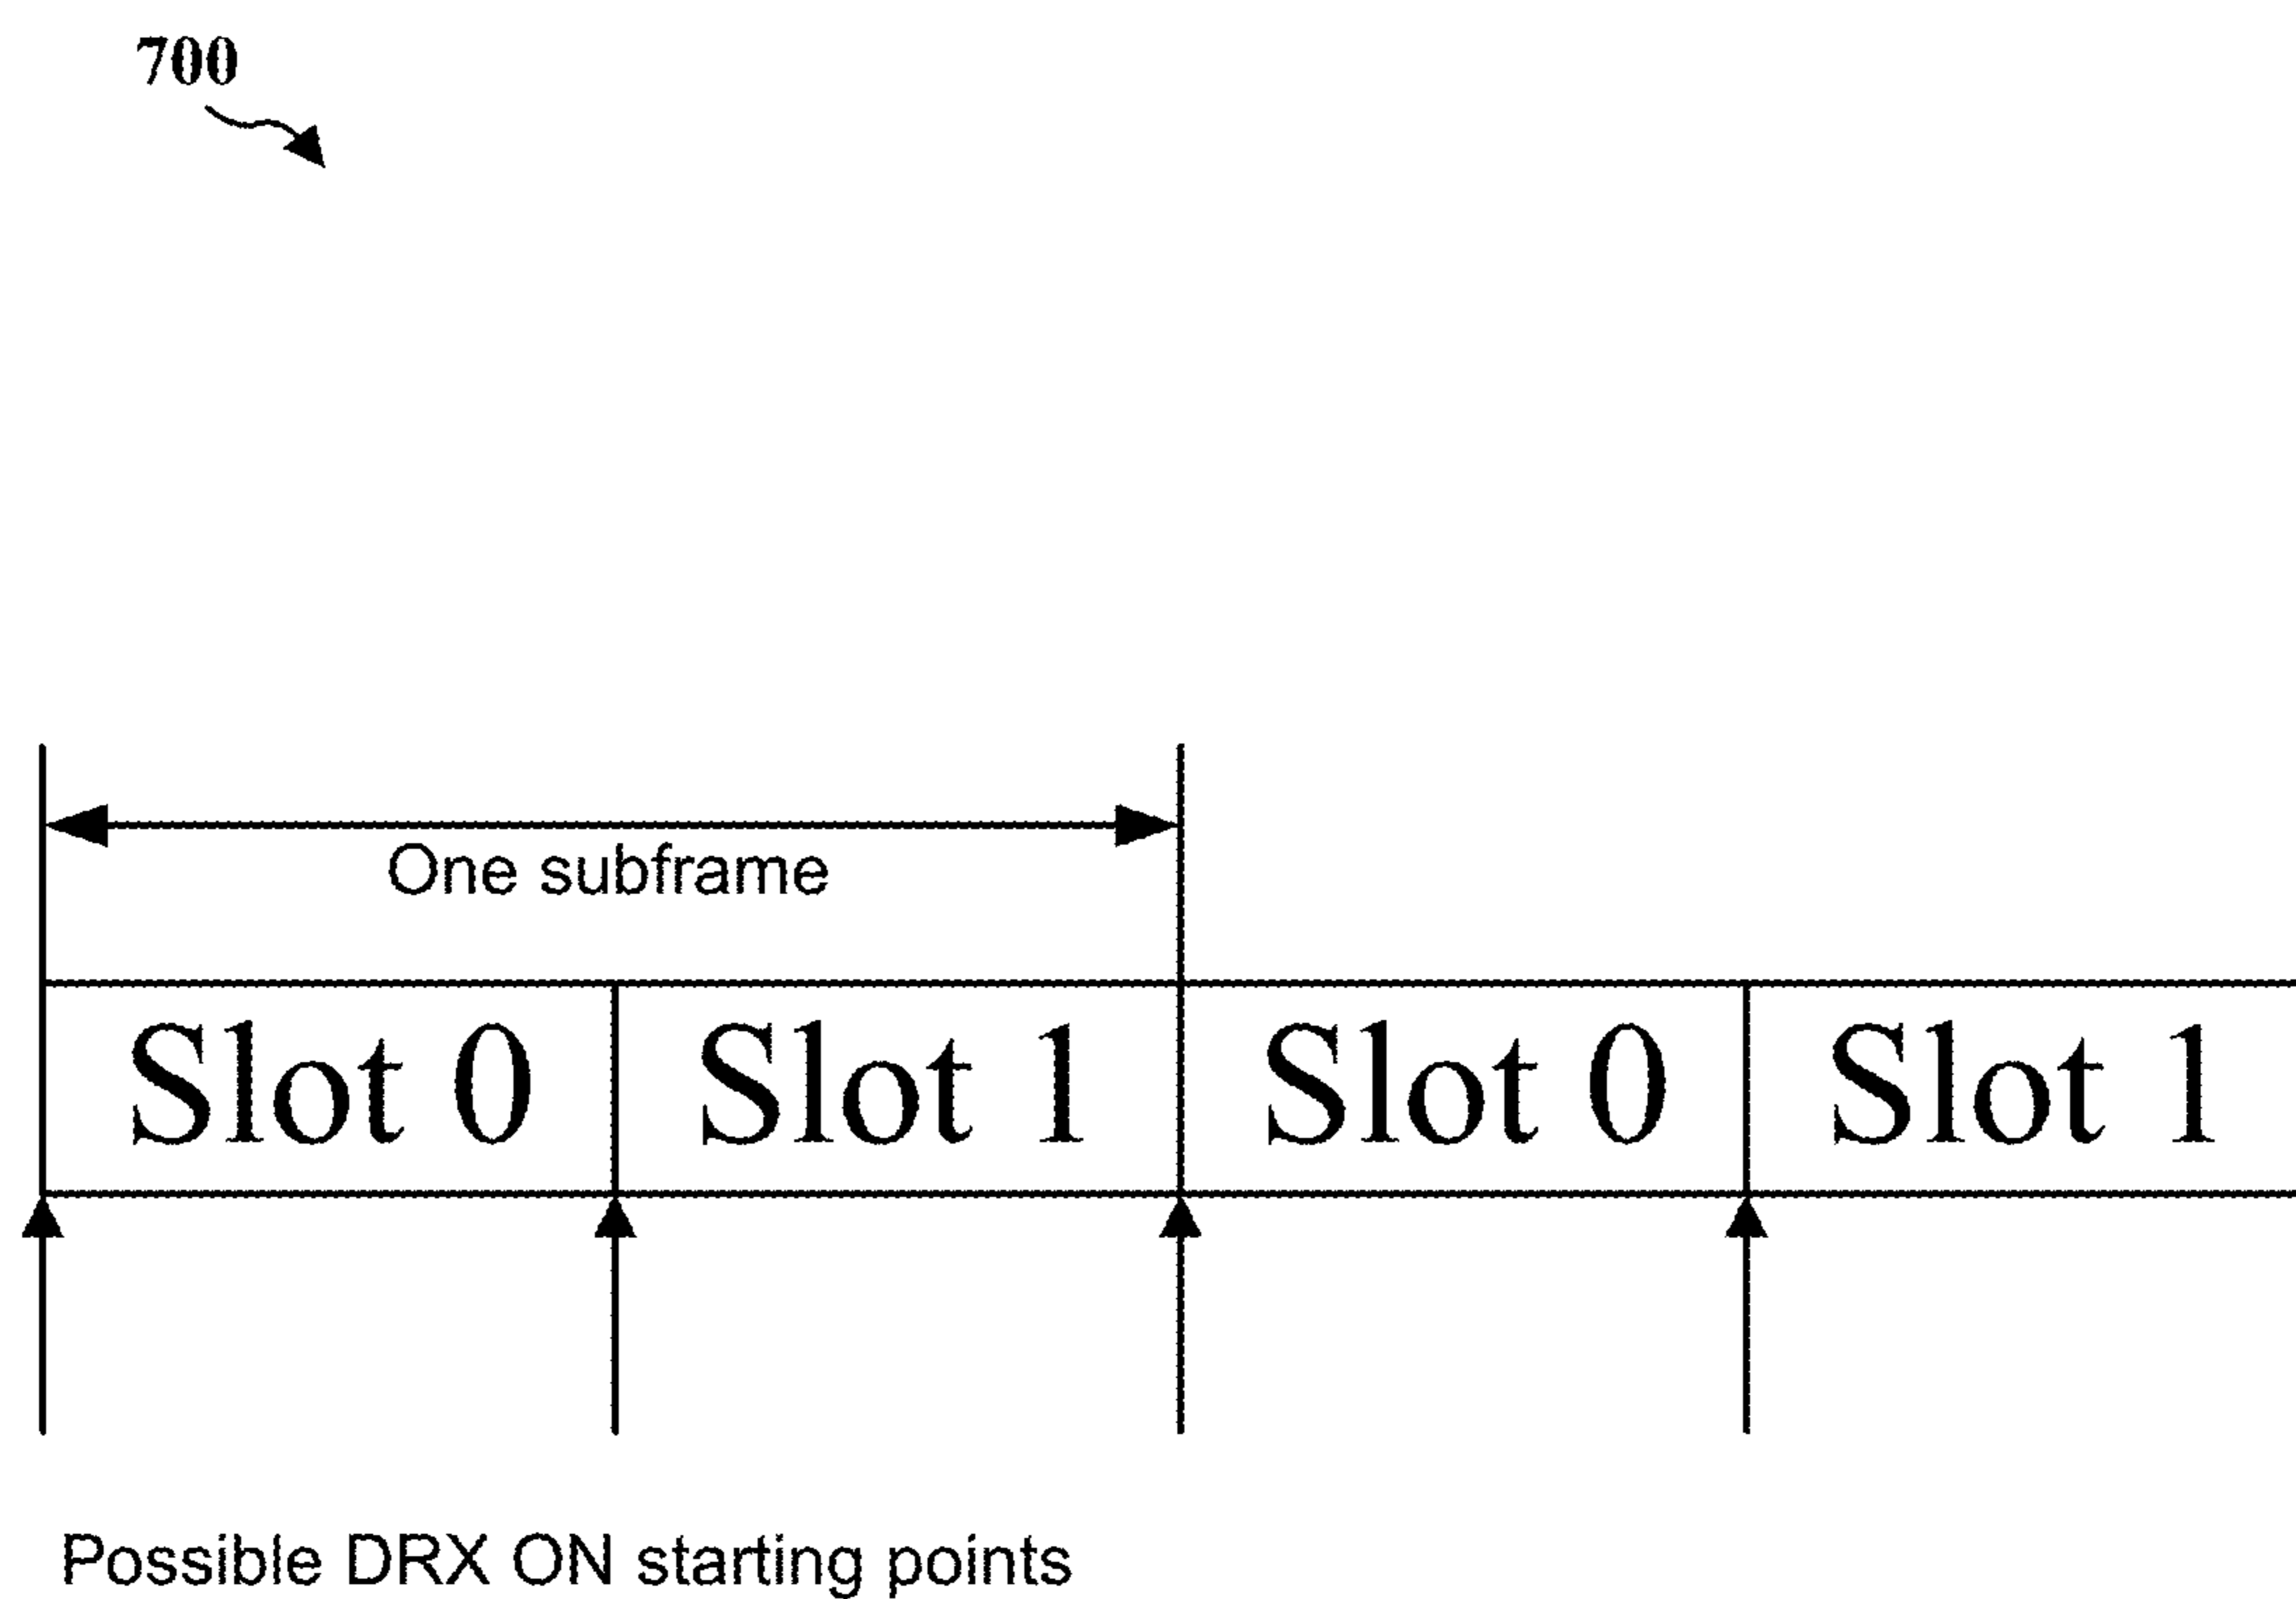 700
One subframe
Slot 0 Slot 1 Slot 0 Slot 1
Possible DRX ON starting points